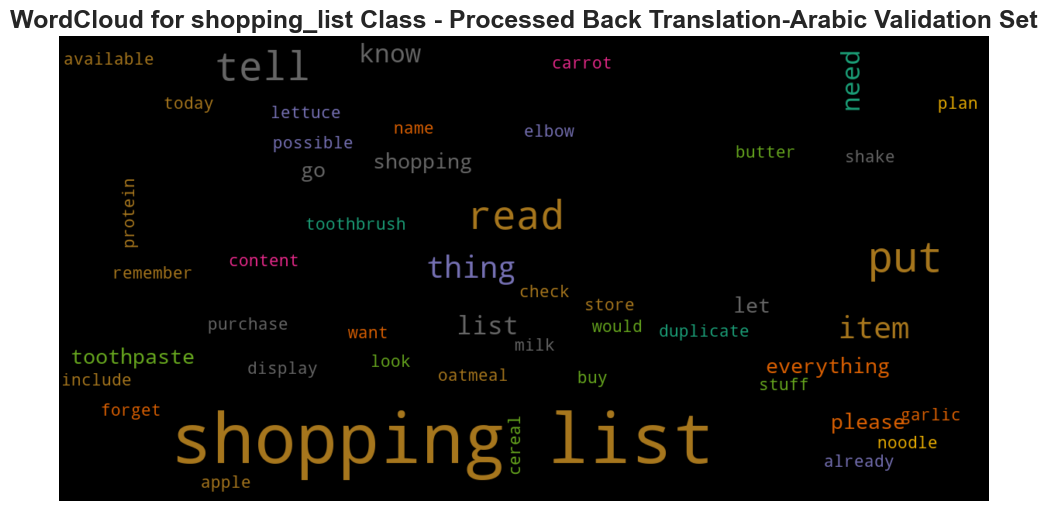 WordCloud for shopping_list Class - Processed Back Translation-Arabic Validation Set
available
tell
know
carrot
need
today
lettuce
name
elbow
plan
possible
go
shopping
butter
shake
protein
toothbrush
read
remember
content
thing
put
check
store
let
purchase
want
list
would
duplicate
item
milk
toothpaste
display
look
oatmeal
buy
everything
stuff
include
forget
shopping list
cereal
please
garlic
noodle
already
apple